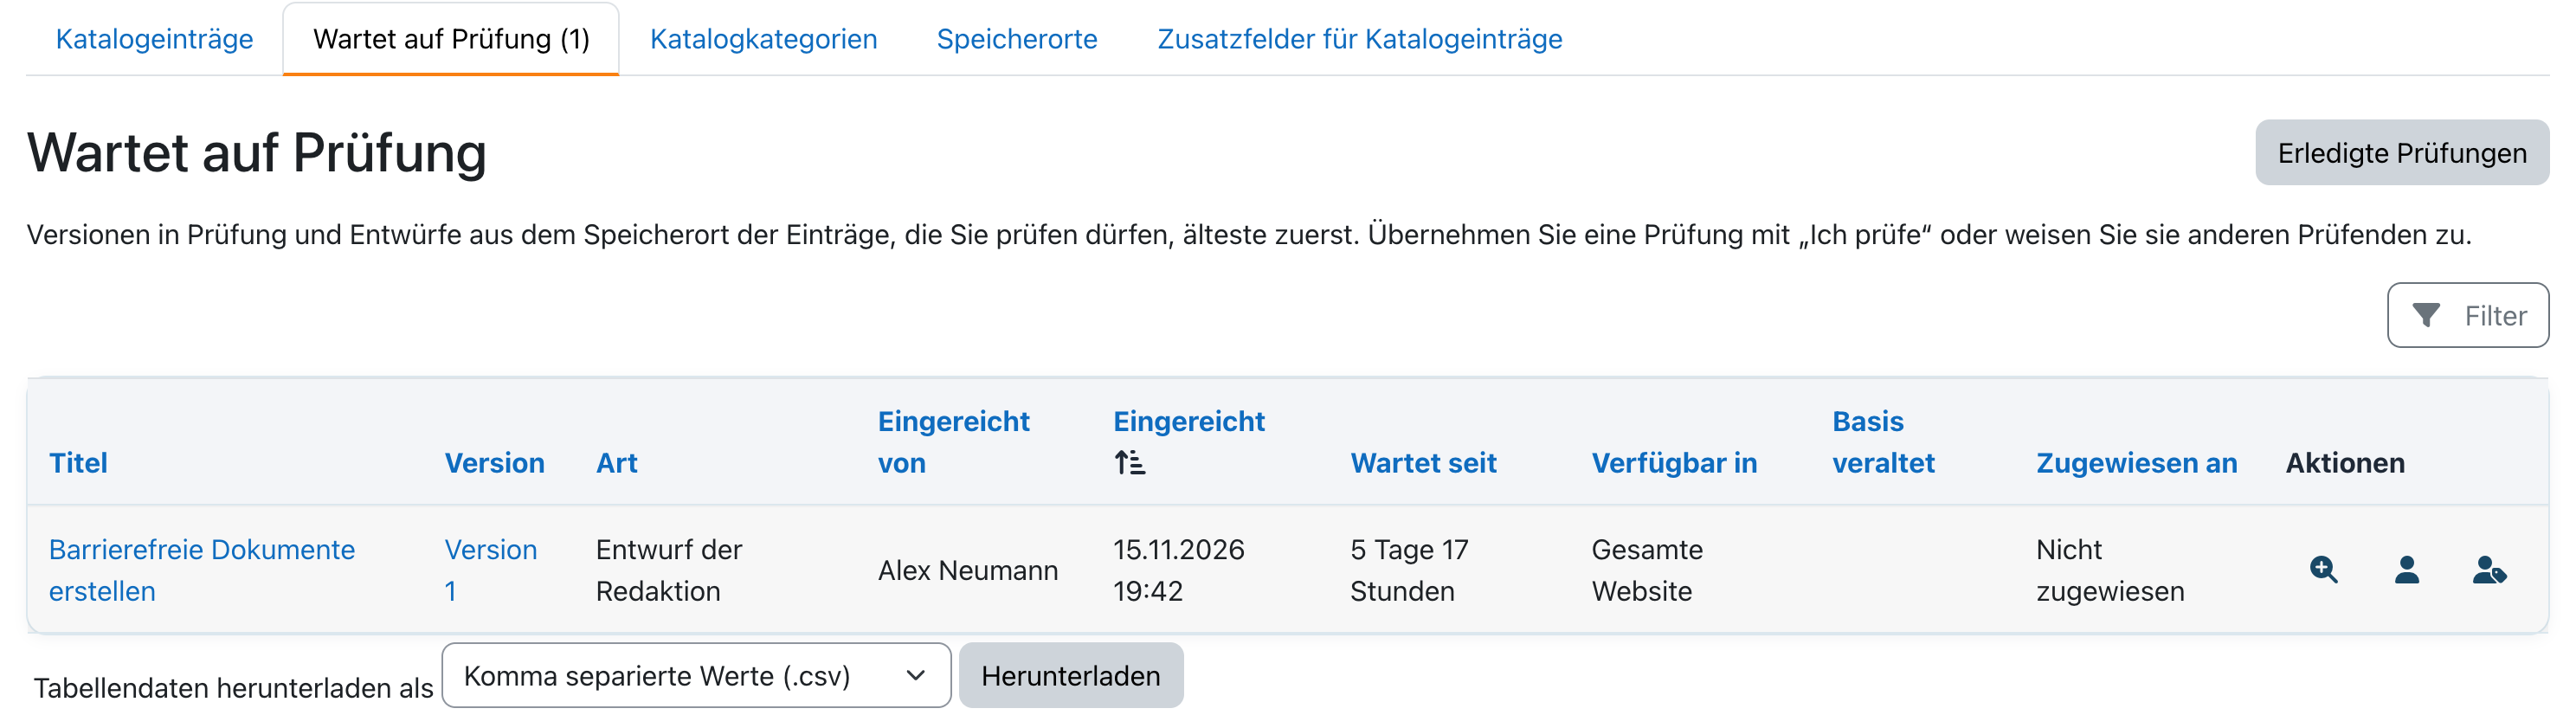 Katalogeinträge Wartet auf Prüfung (1) Katalogkategorien Speicherorte Zusatzfelder für Katalogeinträge
Wartet auf Prüfung
Erledigte Prüfungen
Versionen in Prüfung und Entwürfe aus dem Speicherort der Einträge, die Sie prüfen dürfen, älteste zuerst. Übernehmen Sie eine Prüfung mit „Ich prüfe“ oder weisen Sie sie anderen Prüfenden zu.
Filter
Titel Version Art Eingereicht von Eingereicht Wartet seit Verfügbar in Basis veraltet Zugewiesen an Aktionen
Barrierefreie Dokumente erstellen Version 1 Entwurf der Redaktion Alex Neumann 15.11.2026 19:42 5 Tage 17 Stunden Gesamte Website Nicht zugewiesen
Tabellendaten herunterladen als Komma separierte Werte (.csv) Herunterladen